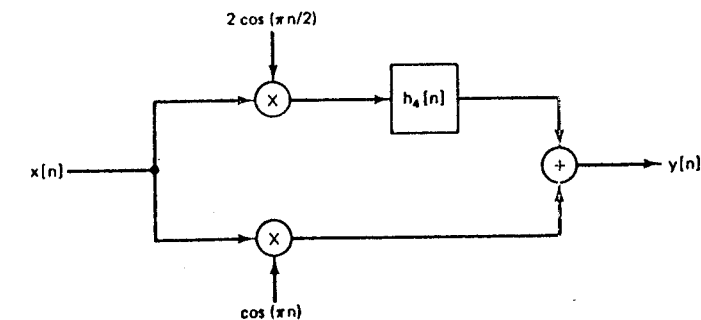 2 cos (πn/2)
X
h₄[n]
x[n]
+
y[n]
X
cos (πn)